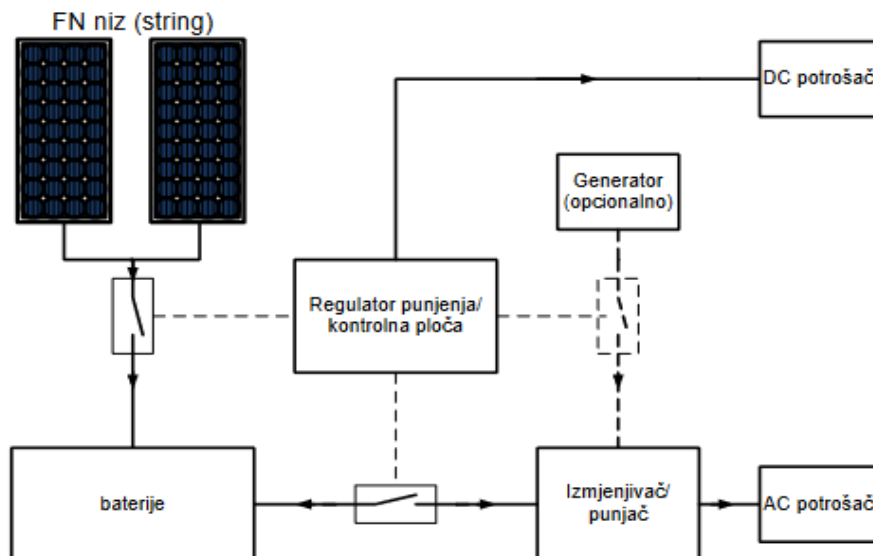 FN niz (string)
DC potrošač
Generator
(opcionalno)
Regulator punjenja/
kontrolna ploča
baterije
Izmjenjivač/
punjač
AC potrošač